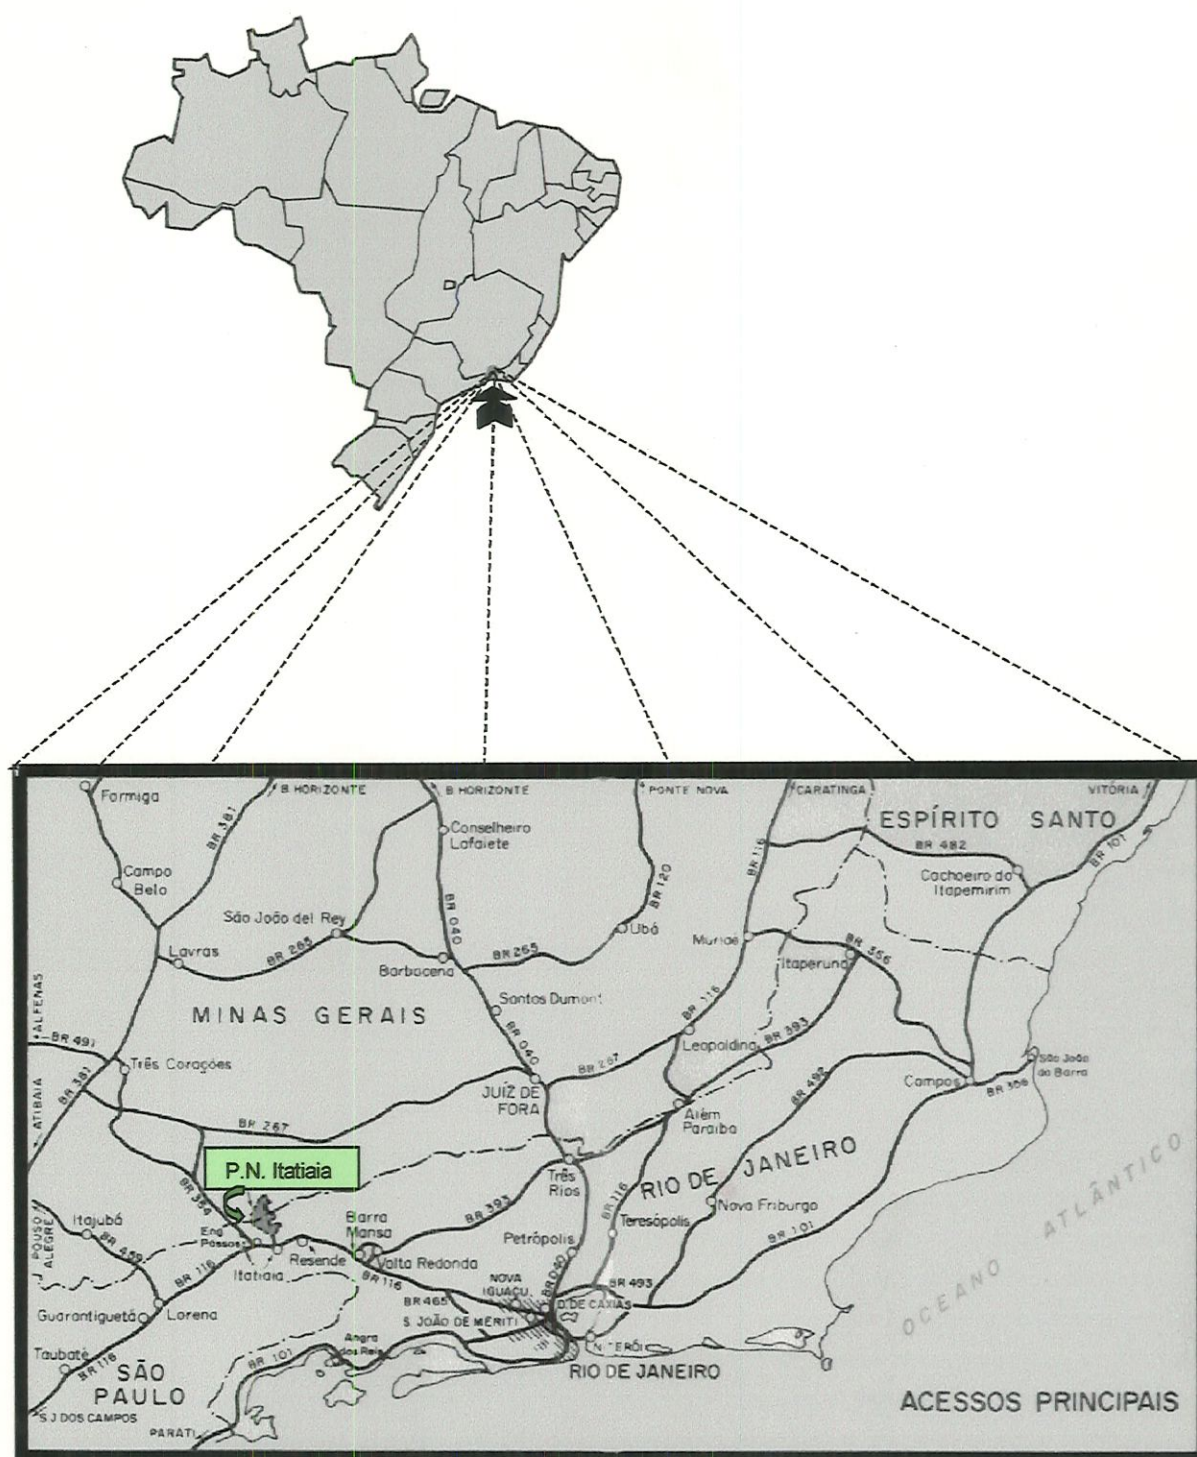 B. HORIZONTE
B. HORIZONTE
PONTE NOVA
CARATINGA
VITÓRIA
Formiga
BR 381
Conselheiro
Lafaiete
ESPÍRITO SANTO
BR 116
BR 482
BR 101
Campo
Belo
BR 120
Cachoeiro do
Itapemirim
São João del Rey
BR 040
Ubá
Muriaé
Lavras
BR 265
Barbacena
BR 265
Itaperuna
BR 356
ALFENAS
MINAS GERAIS
Santos Dumont
BR 116
BR 491
BR 040
Leopoldina
BR 393
Três Corações
BR 267
São João
da Barra
BR 381
JUIZ DE
FORA
BR 492
Campos
BR 356
ATIBAIA
BR 267
Além
Paraíba
P.N. Itatiaia
RIO DE JANEIRO
Três
Rios
BR 354
BR 393
BR 116
Nova Friburgo
OCEANO ATLÂNTICO
POUSO
ALEGRE
Itajubá
Eng.
Passos
Barra
Mansa
Teresópolis
BR 101
BR 459
Resende
Volta Redonda
Petrópolis
BR 116
Itatiaia
BR 116
NOVA
IGUAÇU
BR 040
BR 493
Guarantiguetá
Lorena
BR 465
D. DE CAXIAS
S. JOÃO DE MERITI
Angra
dos Reis
NITERÓI
Taubaté
BR 116
BR 101
RIO DE JANEIRO
SÃO
PAULO
ACESSOS PRINCIPAIS
S.J DOS CAMPOS
PARATI